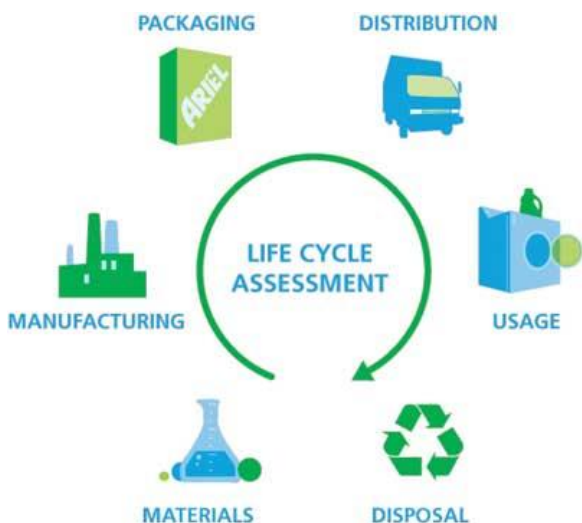 PACKAGING
DISTRIBUTION
ARIEL
LIFE CYCLE
ASSESSMENT
MANUFACTURING
USAGE
MATERIALS
DISPOSAL